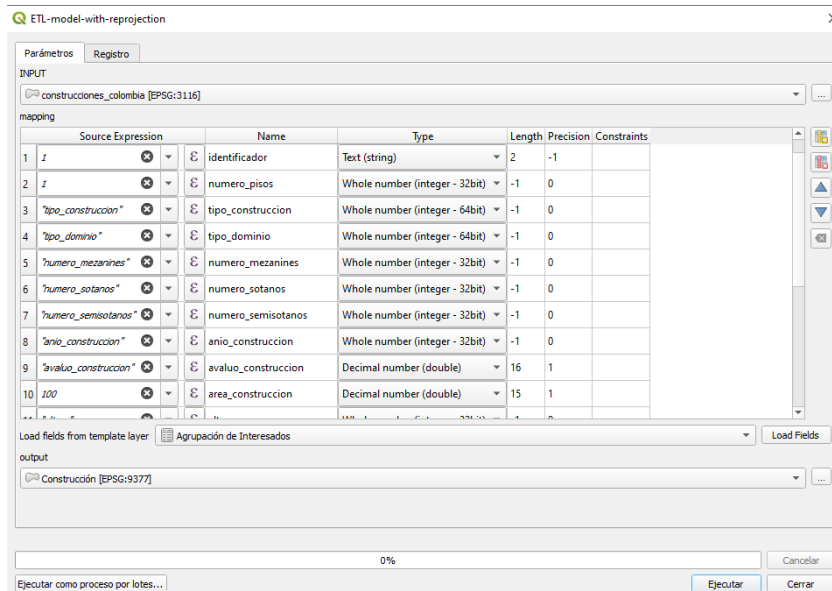 ETL-model-with-reprojection
Parámetros Registro
INPUT
construcciones_colombia [EPSG:3116] ...
mapping
Source Expression Name Type Length Precision Constraints
1 1 ε identificador Text (string) 2 -1
2 1 ε numero_pisos Whole number (integer - 32bit) -1 0
3 "tipo_construccion" ε tipo_construccion Whole number (integer - 64bit) -1 0
4 "tipo_dominio" ε tipo_dominio Whole number (integer - 64bit) -1 0
5 "numero_mezanines" ε numero_mezanines Whole number (integer - 32bit) -1 0
6 "numero_sotanos" ε numero_sotanos Whole number (integer - 32bit) -1 0
7 "numero_semisotanos" ε numero_semisotanos Whole number (integer - 32bit) -1 0
8 "anio_construccion" ε anio_construccion Whole number (integer - 32bit) -1 0
9 "avaluo_construccion" ε avaluo_construccion Decimal number (double) 16 1
10 100 ε area_construccion Decimal number (double) 15 1
Load fields from template layer Agrupación de Interesados Load Fields
output
Construcción [EPSG:9377] ...
0% Cancelar
Ejecutar como proceso por lotes... Ejecutar Cerrar